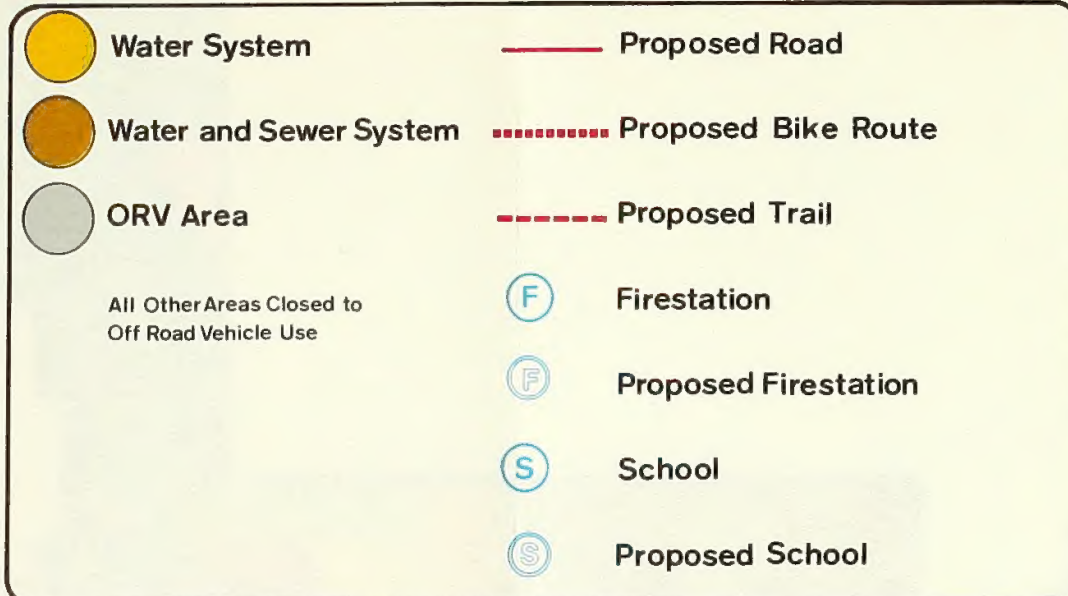 Water System
Water and Sewer System
ORV Area
All Other Areas Closed to
Off Road Vehicle Use
Proposed Road
Proposed Bike Route
Proposed Trail
F Firestation
F Proposed Firestation
S School
S Proposed School